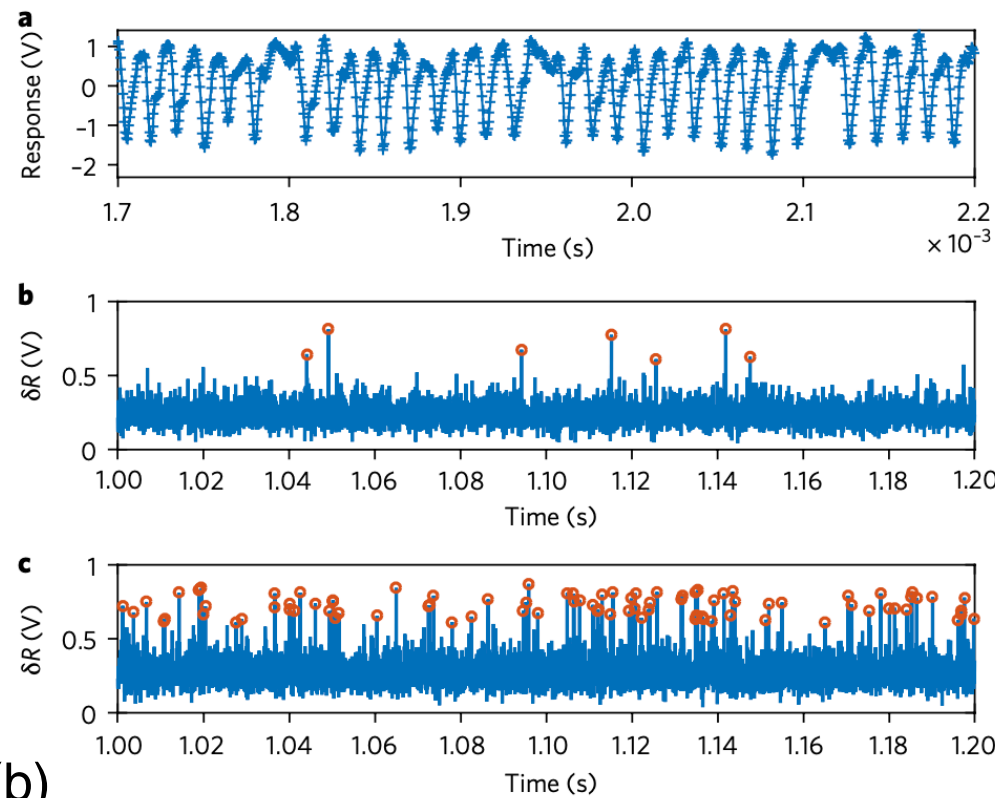 a
Response (V)
1
0
−1
−2
1.7 1.8 1.9 2.0 2.1 2.2
Time (s)
× 10⁻³
b
δR (V)
1
0.5
0
1.00 1.02 1.04 1.06 1.08 1.10 1.12 1.14 1.16 1.18 1.20
Time (s)
c
δR (V)
1
0.5
0
1.00 1.02 1.04 1.06 1.08 1.10 1.12 1.14 1.16 1.18 1.20
Time (s)
b)